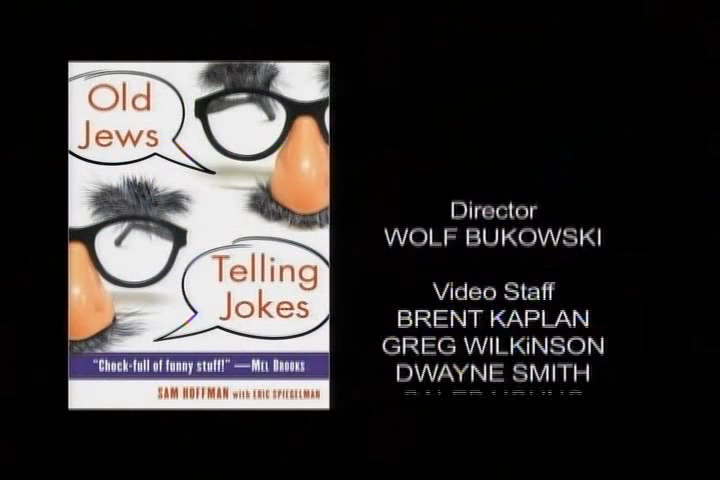 Old
Jews
Telling
Jokes
"Chock-full of funny stuff!" —MEL BROOKS
SAM HOFFMAN with ERIC SPIEGELMAN
Director
WOLF BUKOWSKI
Video Staff
BRENT KAPLAN
GREG WILKiNSON
DWAYNE SMITH